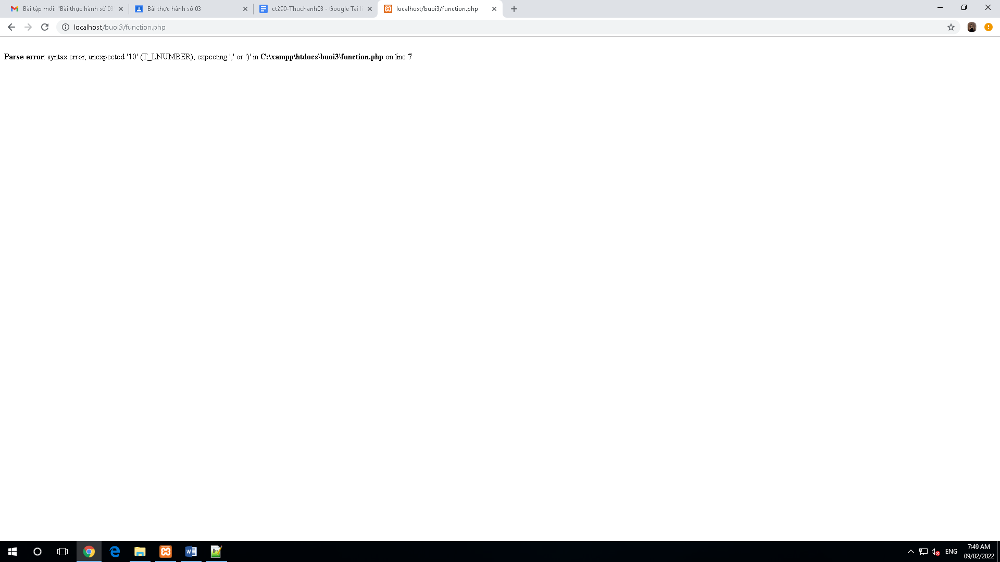 Bài tập mới: "Bài thực hành số 03
Bài thực hành số 03
ct299-Thuchanh03 - Google Tài li
localhost/buoi3/function.php
localhost/buoi3/function.php
Parse error: syntax error, unexpected '10' (T_LNUMBER), expecting ',' or ')' in C:\xampp\htdocs\buoi3\function.php on line 7
ENG
7:49 AM
09/02/2022